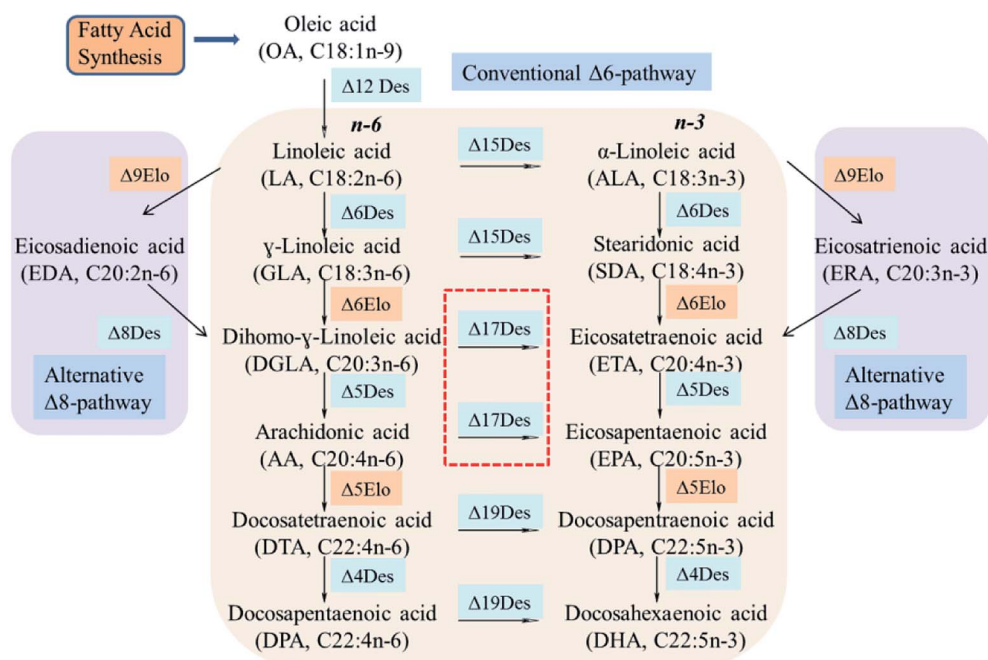 Fatty Acid
Synthesis
Oleic acid
(OA, C18:1n-9)
Δ12 Des
Conventional Δ6-pathway
n-6
n-3
Linoleic acid
(LA, C18:2n-6)
Δ15Des
α-Linoleic acid
(ALA, C18:3n-3)
Δ9Elo
Δ9Elo
Δ6Des
Δ6Des
Eicosadienoic acid
(EDA, C20:2n-6)
ɣ-Linoleic acid
(GLA, C18:3n-6)
Δ15Des
Stearidonic acid
(SDA, C18:4n-3)
Eicosatrienoic acid
(ERA, C20:3n-3)
Δ6Elo
Δ6Elo
Δ8Des
Dihomo-ɣ-Linoleic acid
(DGLA, C20:3n-6)
Δ17Des
Eicosatetraenoic acid
(ETA, C20:4n-3)
Δ8Des
Alternative
Δ8-pathway
Δ5Des
Δ5Des
Alternative
Δ8-pathway
Arachidonic acid
(AA, C20:4n-6)
Δ17Des
Eicosapentaenoic acid
(EPA, C20:5n-3)
Δ5Elo
Δ5Elo
Docosatetraenoic acid
(DTA, C22:4n-6)
Δ19Des
Docosapentraenoic acid
(DPA, C22:5n-3)
Δ4Des
Δ4Des
Docosapentaenoic acid
(DPA, C22:4n-6)
Δ19Des
Docosahexaenoic acid
(DHA, C22:5n-3)